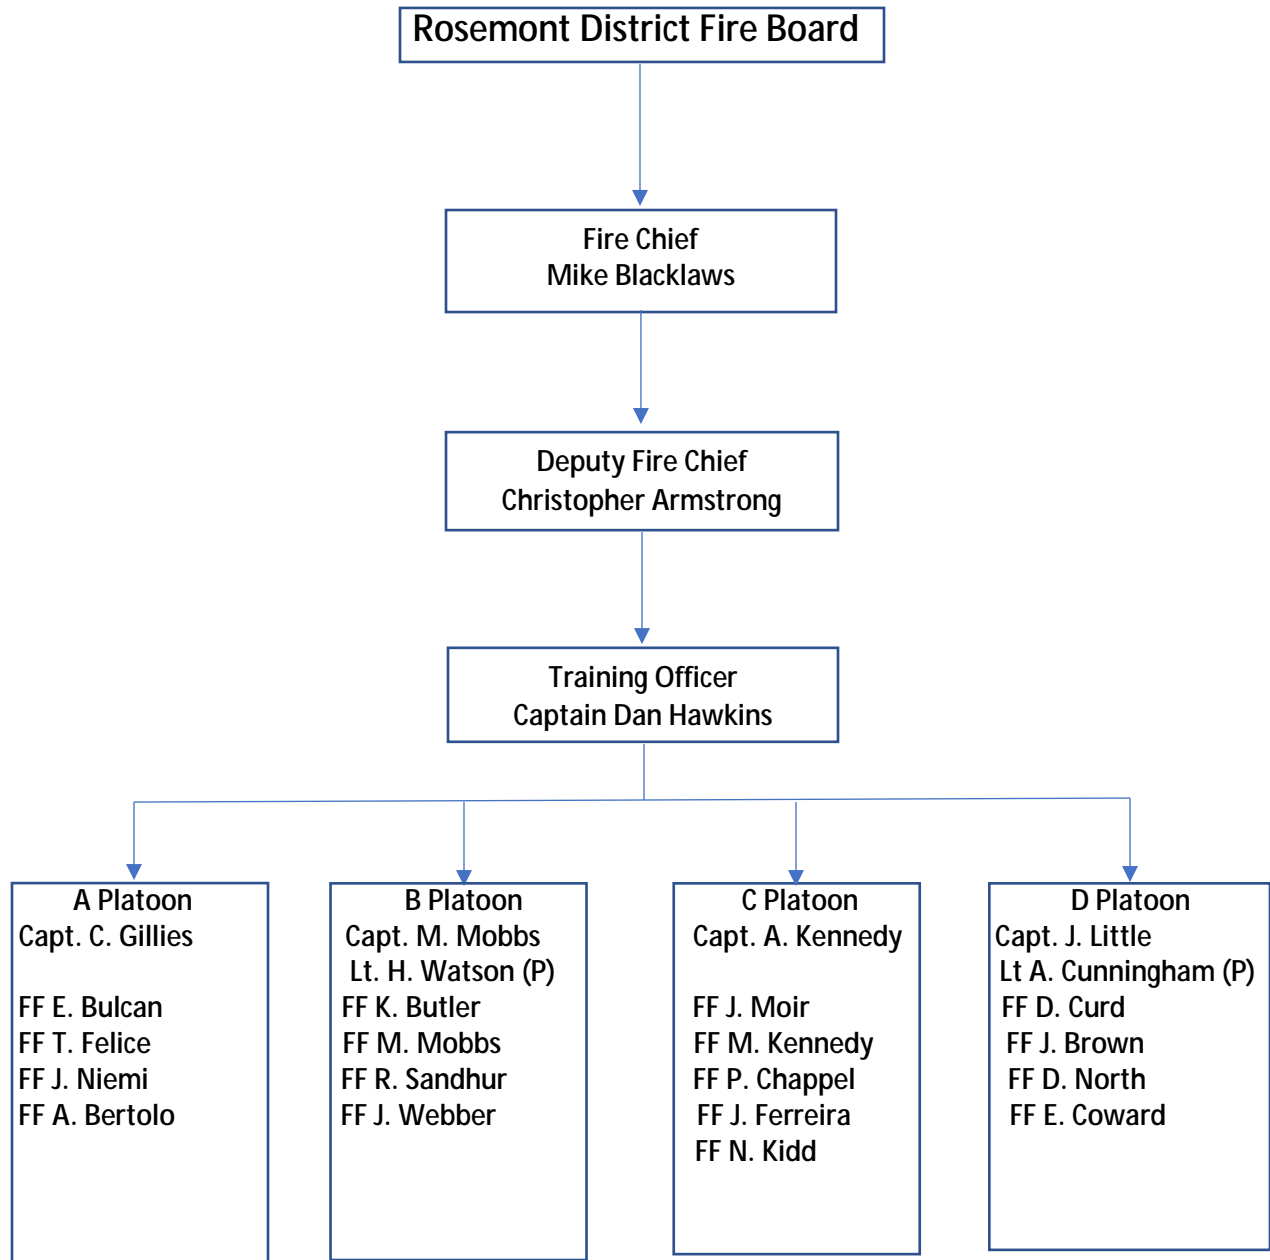 Rosemont District Fire Board
Fire Chief
Mike Blacklaws
Deputy Fire Chief
Christopher Armstrong
Training Officer
Captain Dan Hawkins
A Platoon
Capt. C. Gillies
FF E. Bulcan
FF T. Felice
FF J. Niemi
FF A. Bertolo
B Platoon
Capt. M. Mobbs
Lt. H. Watson (P)
FF K. Butler
FF M. Mobbs
FF R. Sandhur
FF J. Webber
C Platoon
Capt. A. Kennedy
FF J. Moir
FF M. Kennedy
FF P. Chappel
FF J. Ferreira
FF N. Kidd
D Platoon
Capt. J. Little
Lt A. Cunningham (P)
FF D. Curd
FF J. Brown
FF D. North
FF E. Coward